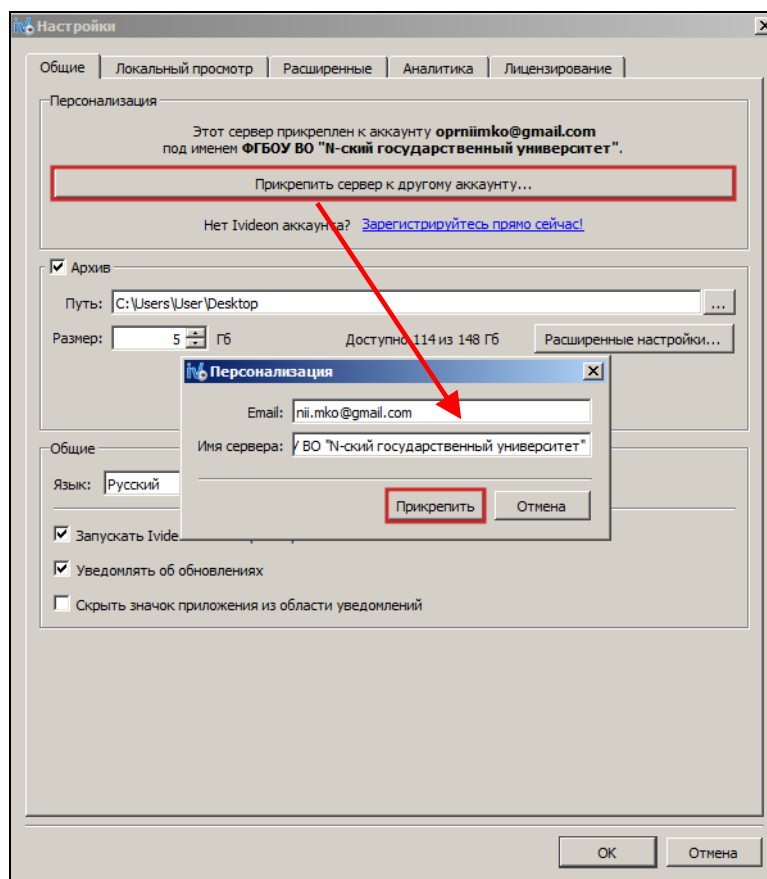 Настройки
Общие
Локальный просмотр
Расширенные
Аналитика
Лицензирование
Персонализация
Этот сервер прикреплен к аккаунту oprniimko@gmail.com
под именем ФГБОУ ВО "N-ский государственный университет".
Прикрепить сервер к другому аккаунту...
Нет Ivideon аккаунта? Зарегистрируйтесь прямо сейчас!
Архив
Путь: C:\Users\User\Desktop ...
Размер: 5 Гб Доступно 114 из 148 Гб Расширенные настройки...
Персонализация
Email: nii.mko@gmail.com
Имя сервера: ВО "N-ский государственный университет"
Прикрепить Отмена
Общие
Язык: Русский
Запускать
Уведомлять об обновлениях
Скрыть значок приложения из области уведомлений
OK Отмена